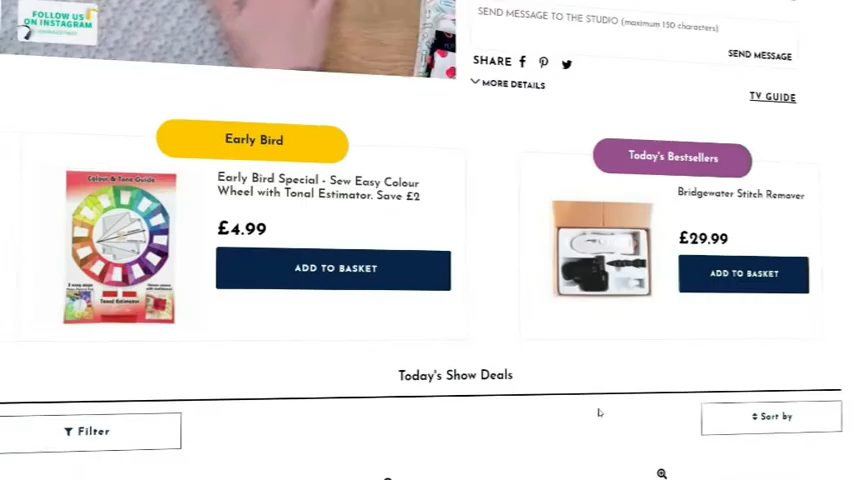 FOLLOW US
ON INSTAGRAM
SEND MESSAGE TO THE STUDIO (maximum 150 characters)
SEND MESSAGE
SHARE
MORE DETAILS
TV GUIDE
Early Bird
Today's Bestsellers
Colour & Tone Guide
Early Bird Special - Sew Easy Colour
Wheel with Tonal Estimator. Save £2
£4.99
ADD TO BASKET
Tonal Estimator
Bridgewater Stitch Remover
£29.99
ADD TO BASKET
Today's Show Deals
Filter
Sort by